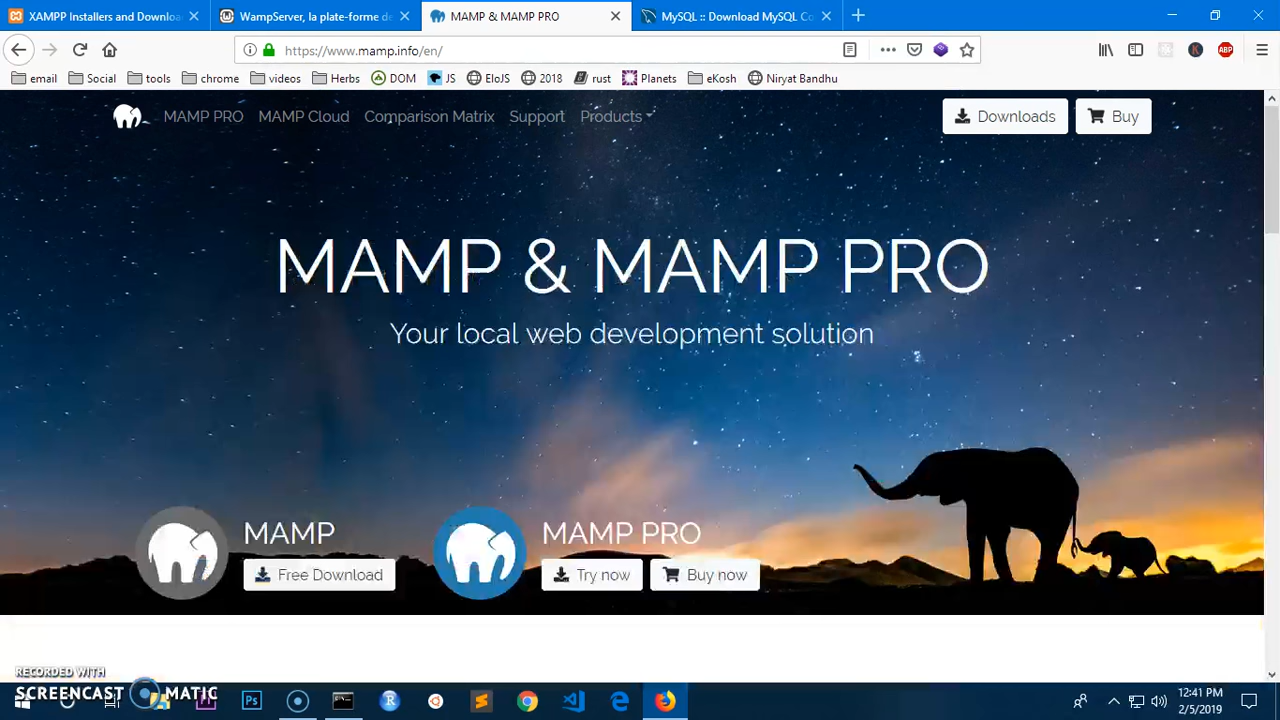 XAMPP Installers and Downloa
WampServer, la plate-forme de
MAMP & MAMP PRO
MySQL :: Download MySQL Co
https://www.mamp.info/en/
email
Social
tools
chrome
videos
Herbs
DOM
JS
EloJS
2018
rust
Planets
eKosh
Niryat Bandhu
MAMP PRO
MAMP Cloud
Comparison Matrix
Support
Products
Downloads
Buy
MAMP & MAMP PRO
Your local web development solution
MAMP
Free Download
MAMP PRO
Try now
Buy now
RECORDED WITH
SCREENCAST MATIC
12:41 PM
2/5/2019